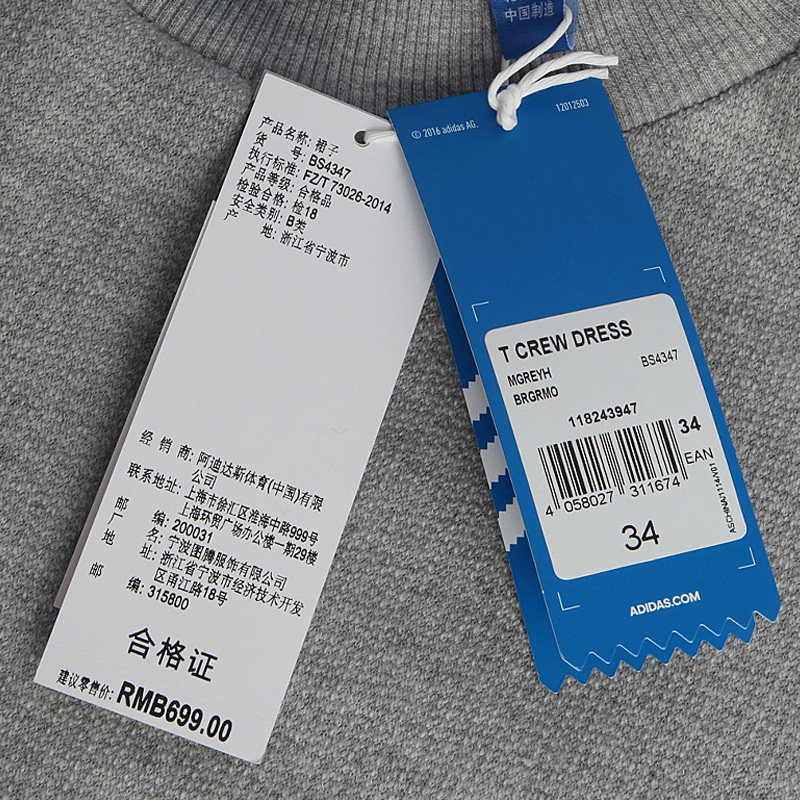 中国制造
产品名称: 裙子
货 号: BS4347
执行标准: FZ/T 73026-2014
产品等级: 合格品
检验合格: 检18
安全类别: B类
产 地: 浙江省宁波市
经 销 商: 阿迪达斯体育(中国)有限
公司
联系地址: 上海市徐汇区淮海中路999号
上海环贸广场办公楼一期29楼
邮 编: 200031
厂 名: 宁波图腾服饰有限公司
地 址: 浙江省宁波市经济技术开发
区甬江路18号
邮 编: 315800
合格证
建议零售价: RMB699.00
© 2016 adidas AG.
12012503
T CREW DRESS
MGREYH BS4347
BRGRMO
118243947
34
EAN
4 058027 311674
34
ASCHINA/1114/V01
ADIDAS.COM